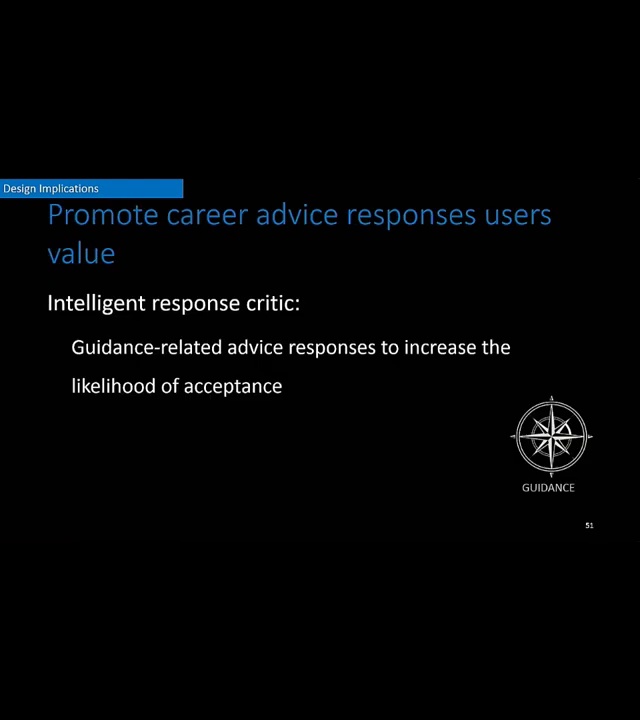 Design Implications
Promote career advice responses users
value
Intelligent response critic:
Guidance-related advice responses to increase the
likelihood of acceptance
GUIDANCE
51